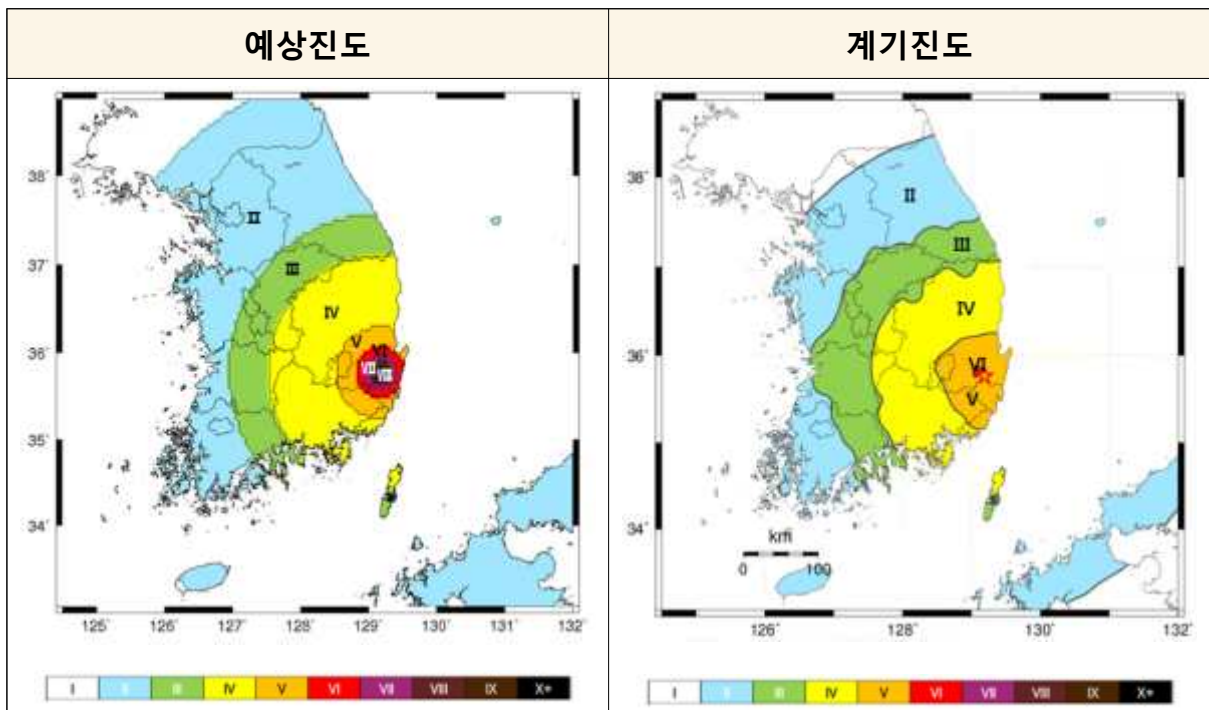 예상진도
계기진도
38°
37°
36°
35°
34°
II
III
IV
V
VI
VII
VIII
125°
126°
127°
128°
129°
130°
131°
132°
I
II
III
IV
V
VI
VII
VIII
IX
X+
38°
36°
34°
II
III
IV
VI
V
km
0
100
126°
128°
130°
132°
I
II
III
IV
V
VI
VII
VIII
IX
X+